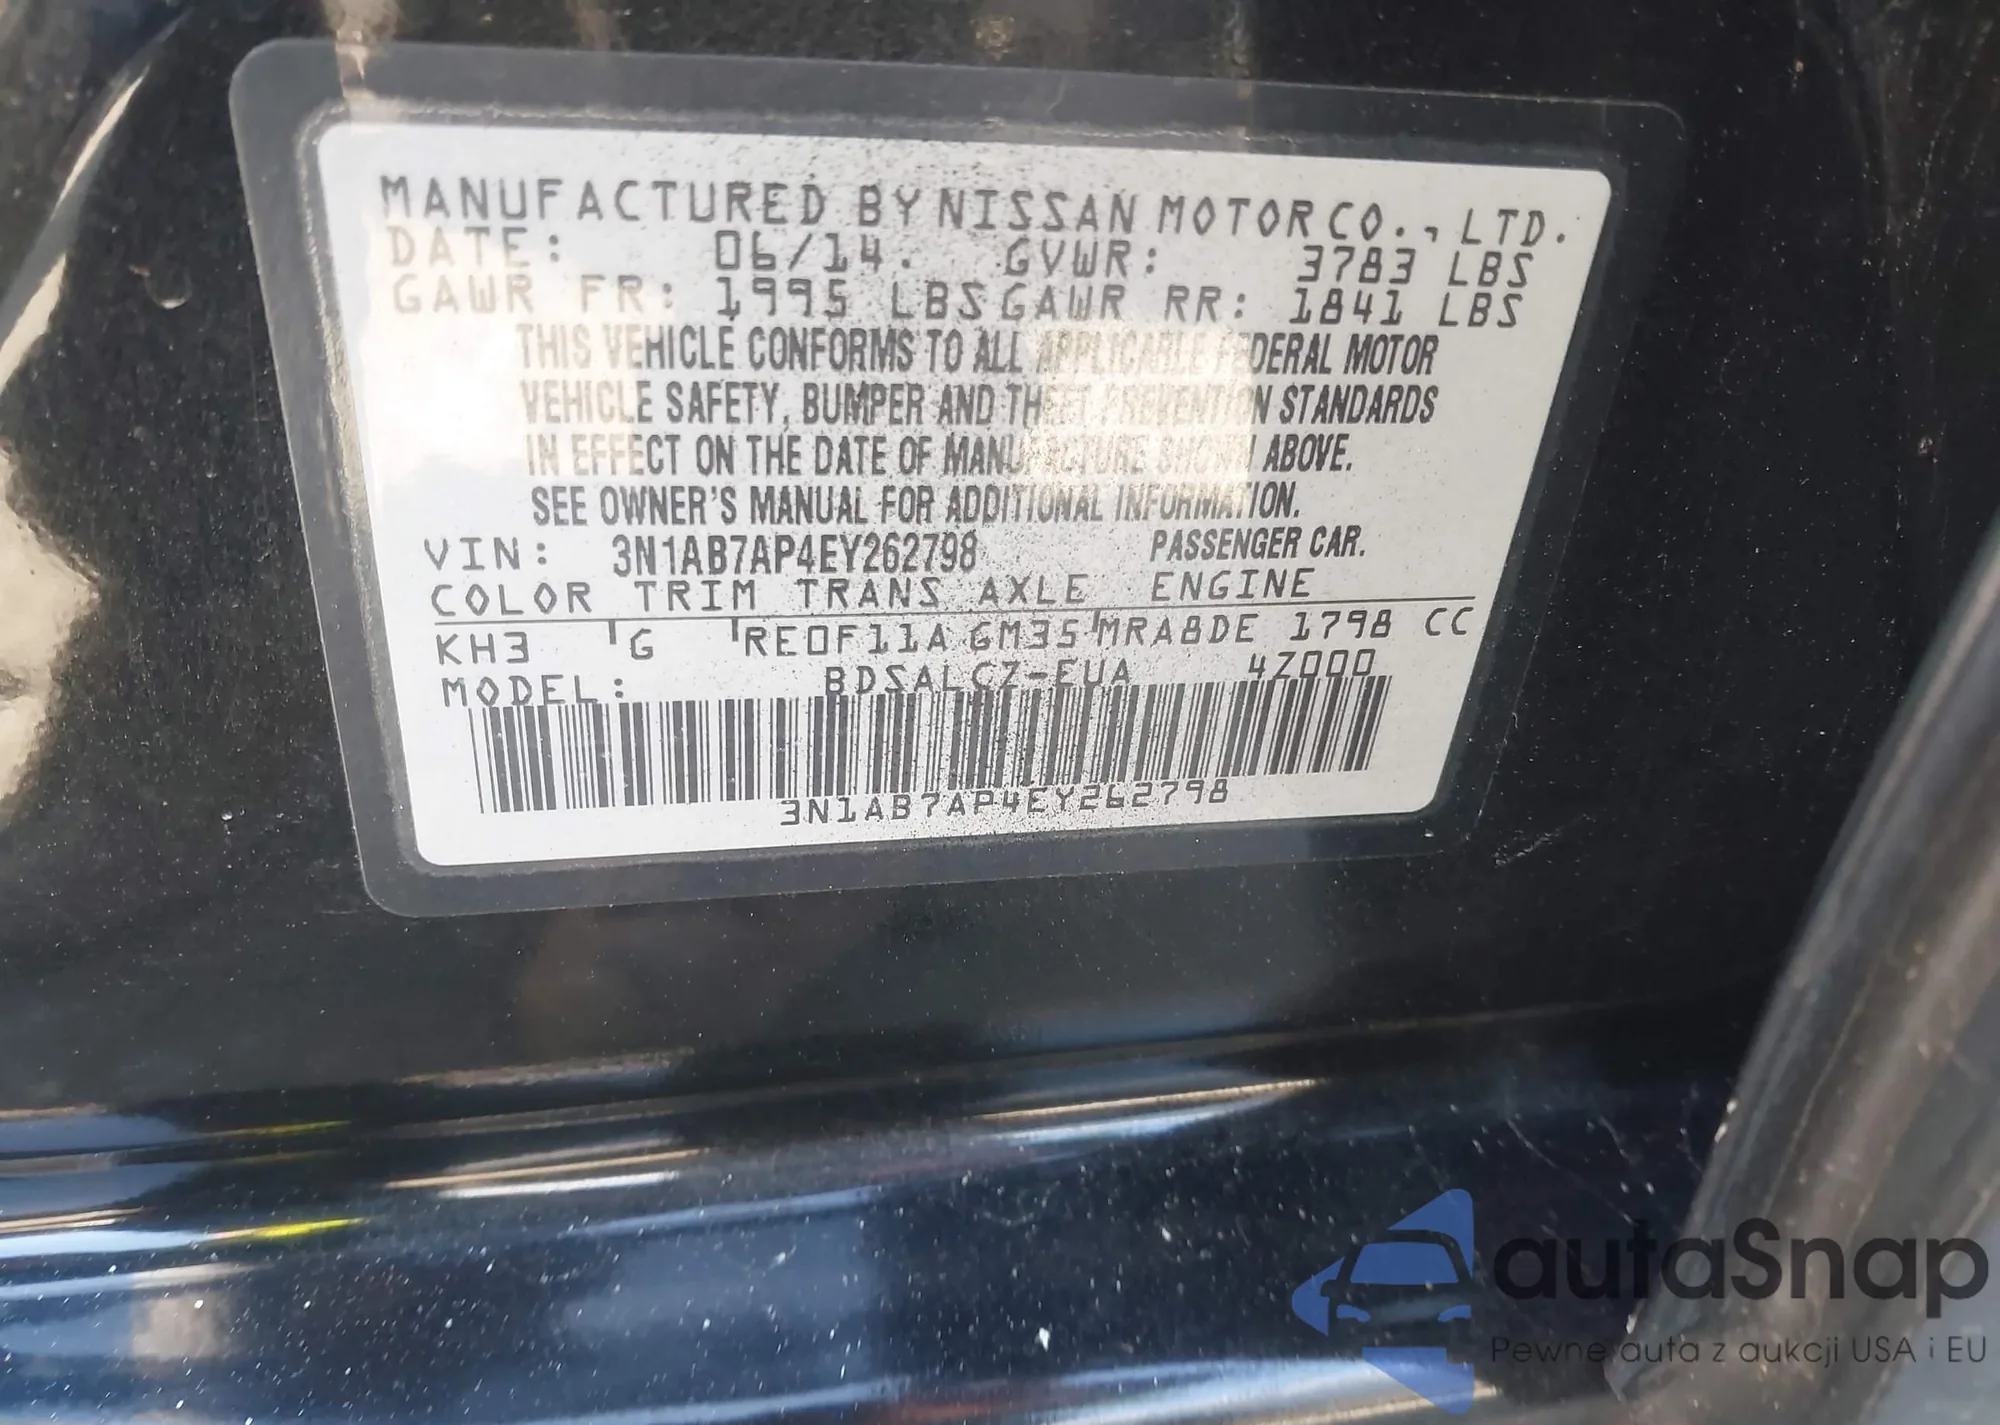 MANUFACTURED BY NISSAN MOTOR CO., LTD.
DATE: 06/14. GVWR: 3783 LBS
GAWR FR: 1995 LBS GAWR RR: 1841 LBS
THIS VEHICLE CONFORMS TO ALL APPLICABLE FEDERAL MOTOR
VEHICLE SAFETY, BUMPER AND THEFT PREVENTION STANDARDS
IN EFFECT ON THE DATE OF MANUFACTURE SHOWN ABOVE.
SEE OWNER'S MANUAL FOR ADDITIONAL INFORMATION.
VIN: 3N1AB7AP4EY262798 PASSENGER CAR.
COLOR TRIM TRANS AXLE ENGINE
KH3 G RE0F11A GM35 MRA8DE 1798 CC
MODEL: BDSALCZ-EUA 4Z000
3N1AB7AP4EY262798
autaSnap
Pewne auta z aukcji USA i EU